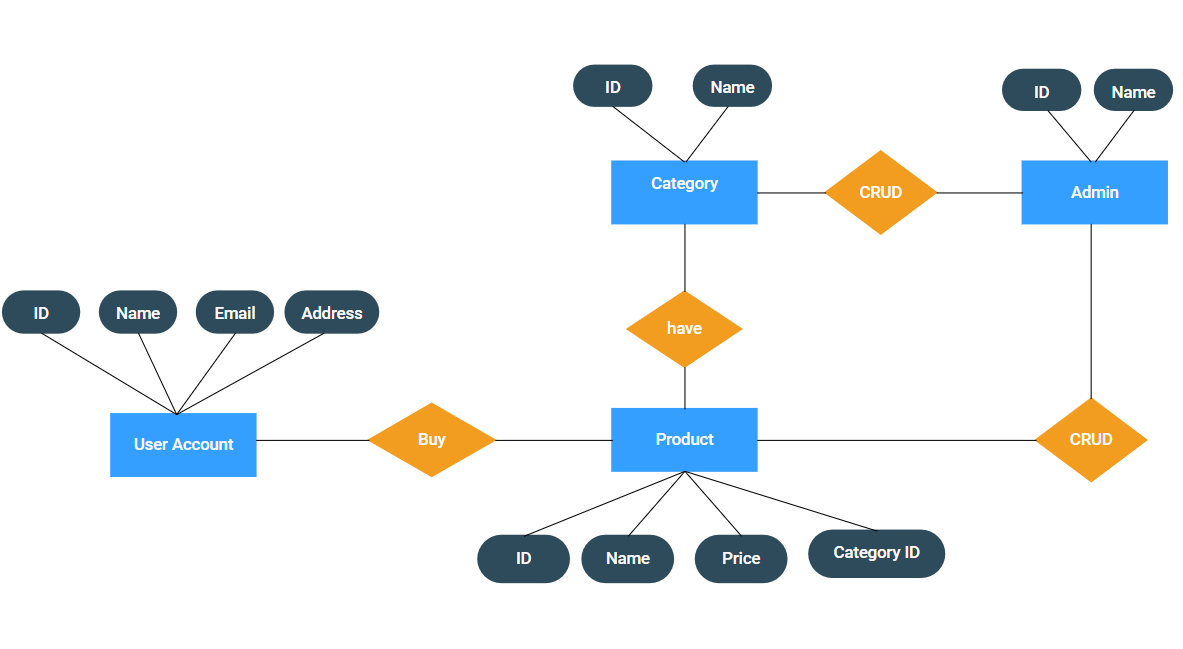 ID
Name
ID
Name
Category
CRUD
Admin
ID
Name
Email
Address
have
User Account
Buy
Product
CRUD
ID
Name
Price
Category ID